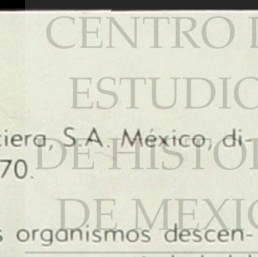 CENTRO
ESTUDIO
ciera, S.A. México, di-
DE HISTOR
70.
DE MEXIC
s organismos descen-